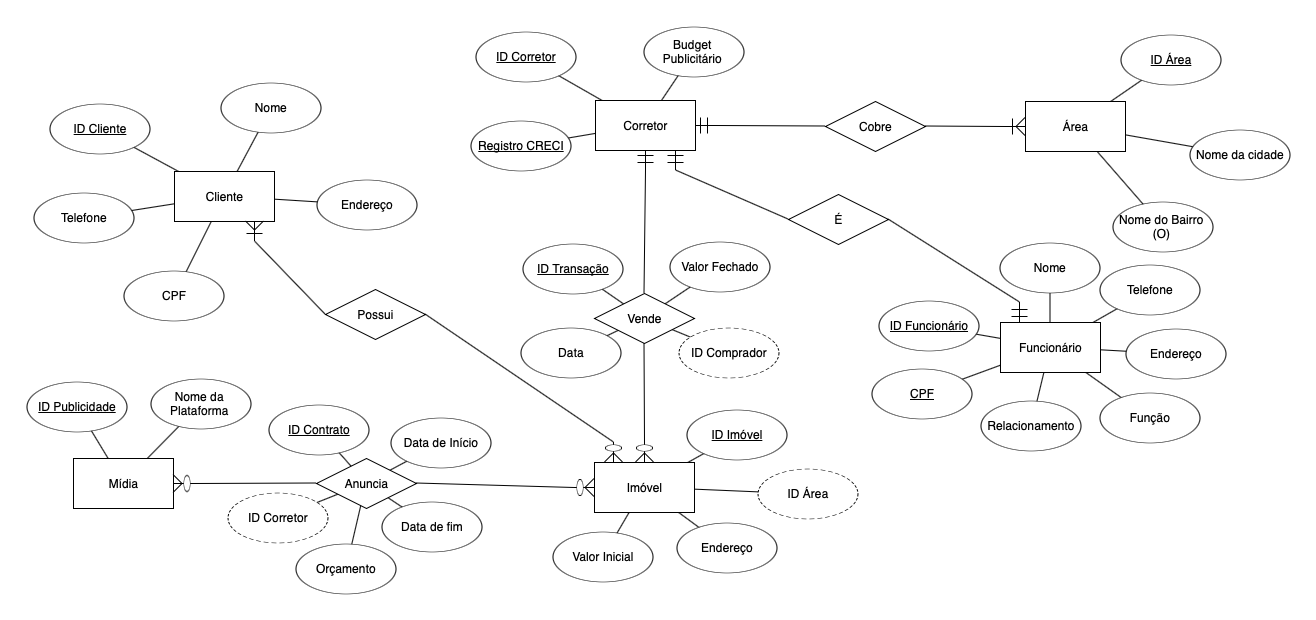 ID Corretor
Budget
Publicitário
ID Área
Nome
ID Cliente
Corretor
Cobre
Área
Registro CRECI
Nome da cidade
Cliente
Endereço
Telefone
É
Nome do Bairro
(O)
ID Transação
Valor Fechado
Nome
Telefone
CPF
Possui
Vende
ID Funcionário
Funcionário
Endereço
Data
ID Comprador
CPF
Relacionamento
Função
ID Publicidade
Nome da
Plataforma
ID Contrato
Data de Início
ID Imóvel
Mídia
Anuncia
Imóvel
ID Área
ID Corretor
Data de fim
Orçamento
Valor Inicial
Endereço